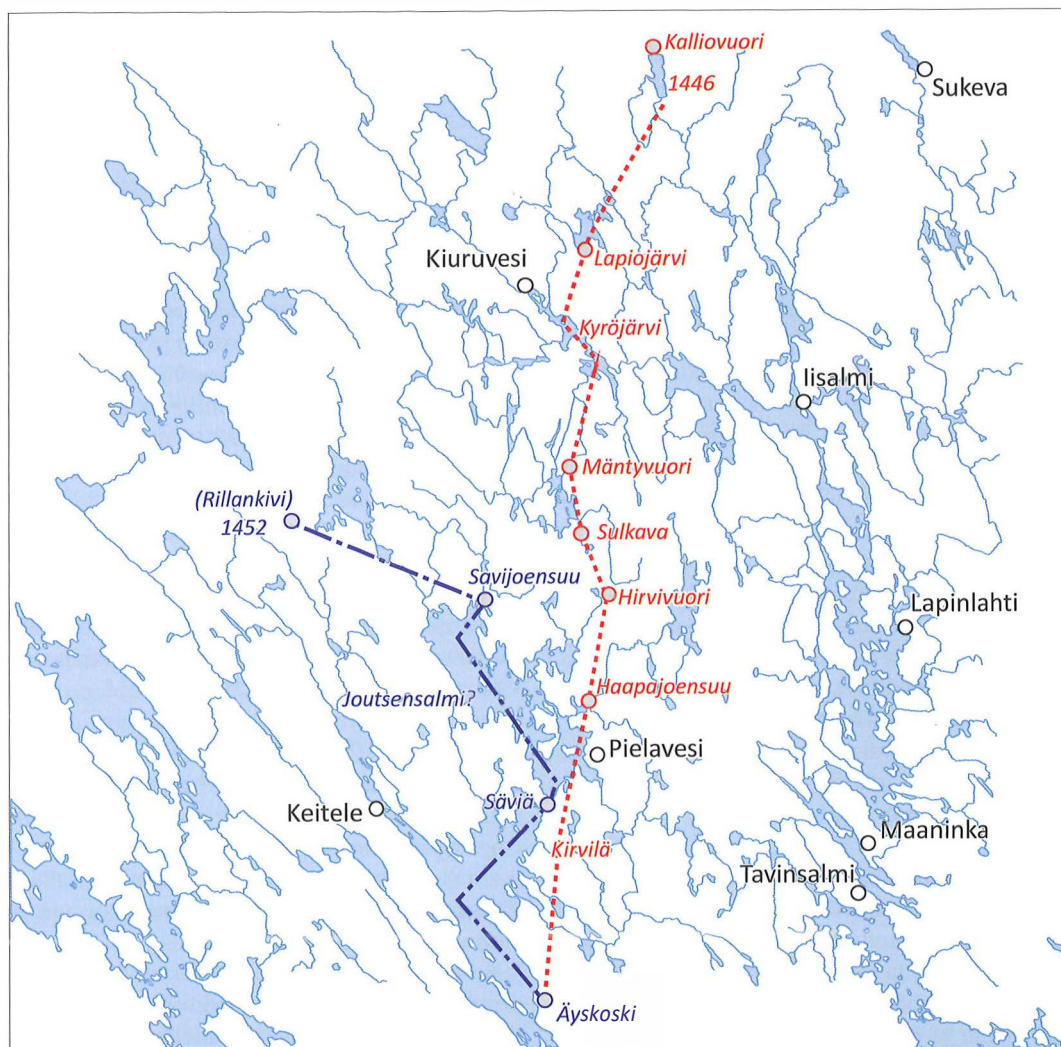 Kalliovuori
1446
Sukeva
Lapiojärvi
Kiuruvesi
Kyröjärvi
Iisalmi
Mäntyvuori
(Rillankivi)
1452
Sulkava
Savijoensuu
Hirvivuori
Lapinlahti
Joutsensalmi?
Haapajoensuu
Pielavesi
Säviä
Keitele
Maaninka
Kirvilä
Tavinsalmi
Äyskoski